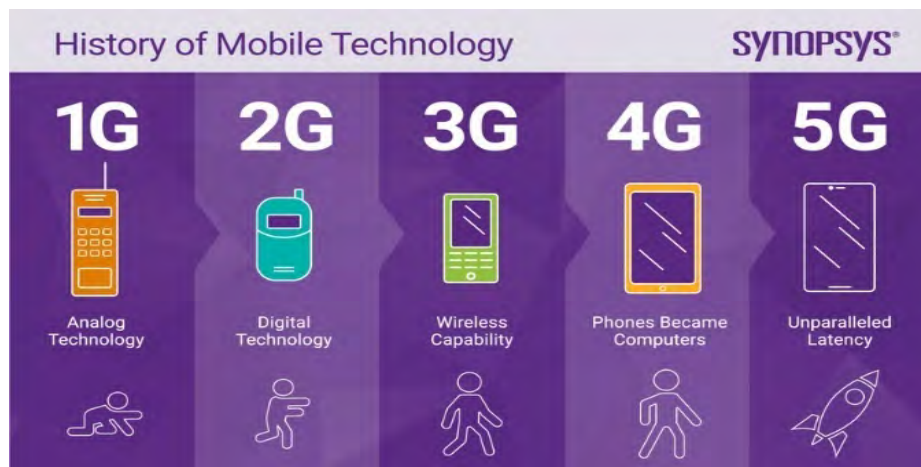 History of Mobile Technology
SYNOPSYS®
1G
2G
3G
4G
5G
Analog
Technology
Digital
Technology
Wireless
Capability
Phones Became
Computers
Unparalleled
Latency